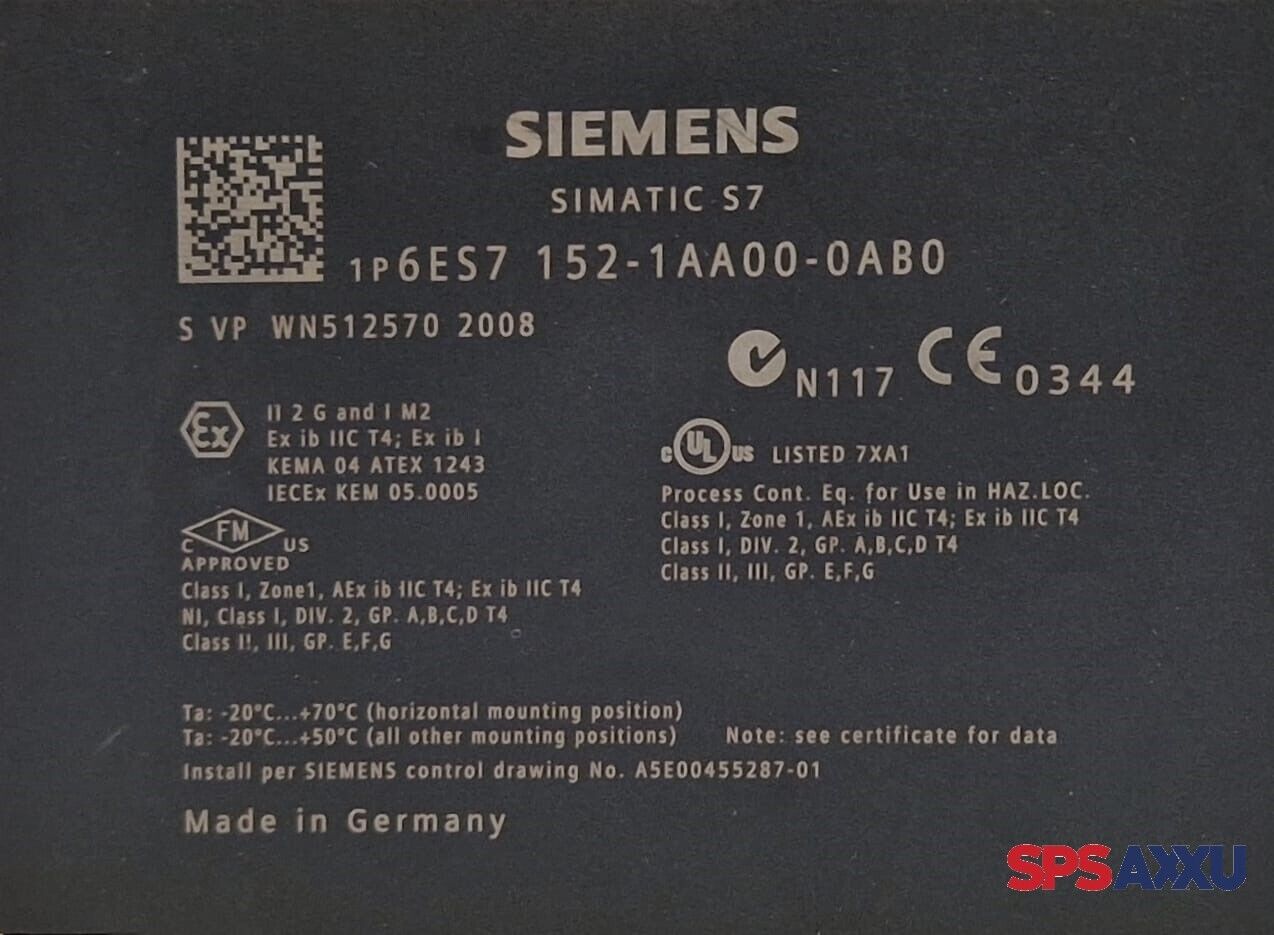 SIEMENS
SIMATIC S7
1P 6ES7 152-1AA00-0AB0
S VP WN512570 2008
N117 CE 0344
Ex
II 2 G and I M2
Ex ib IIC T4; Ex ib I
KEMA 04 ATEX 1243
IECEx KEM 05.0005
C FM US
APPROVED
Class I, Zone1, AEx ib IIC T4; Ex ib IIC T4
NI, Class I, DIV. 2, GP. A,B,C,D T4
Class II, III, GP. E,F,G
c UL US LISTED 7XA1
Process Cont. Eq. for Use in HAZ.LOC.
Class I, Zone 1, AEx ib IIC T4; Ex ib IIC T4
Class I, DIV. 2, GP. A,B,C,D T4
Class II, III, GP. E,F,G
Ta: -20°C...+70°C (horizontal mounting position)
Ta: -20°C...+50°C (all other mounting positions) Note: see certificate for data
Install per SIEMENS control drawing No. A5E00455287-01
Made in Germany
SPSAXXU